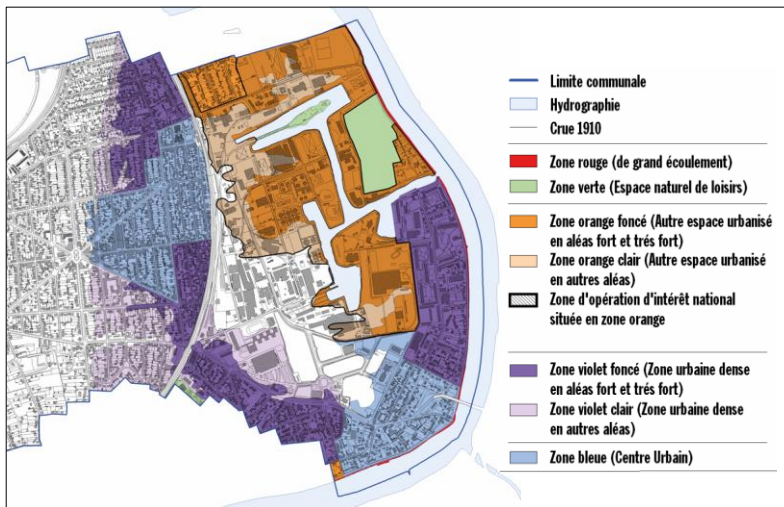 Limite communale
Hydrographie
Crue 1910
Zone rouge (de grand écoulement)
Zone verte (Espace naturel de loisirs)
Zone orange foncé (Autre espace urbanisé
en aléas fort et trés fort)
Zone orange clair (Autre espace urbanisé
en autres aléas)
Zone d'opération d'intérêt national
située en zone orange
Zone violet foncé (Zone urbaine dense
en aléas fort et trés fort)
Zone violet clair (Zone urbaine dense
en autres aléas)
Zone bleue (Centre Urbain)